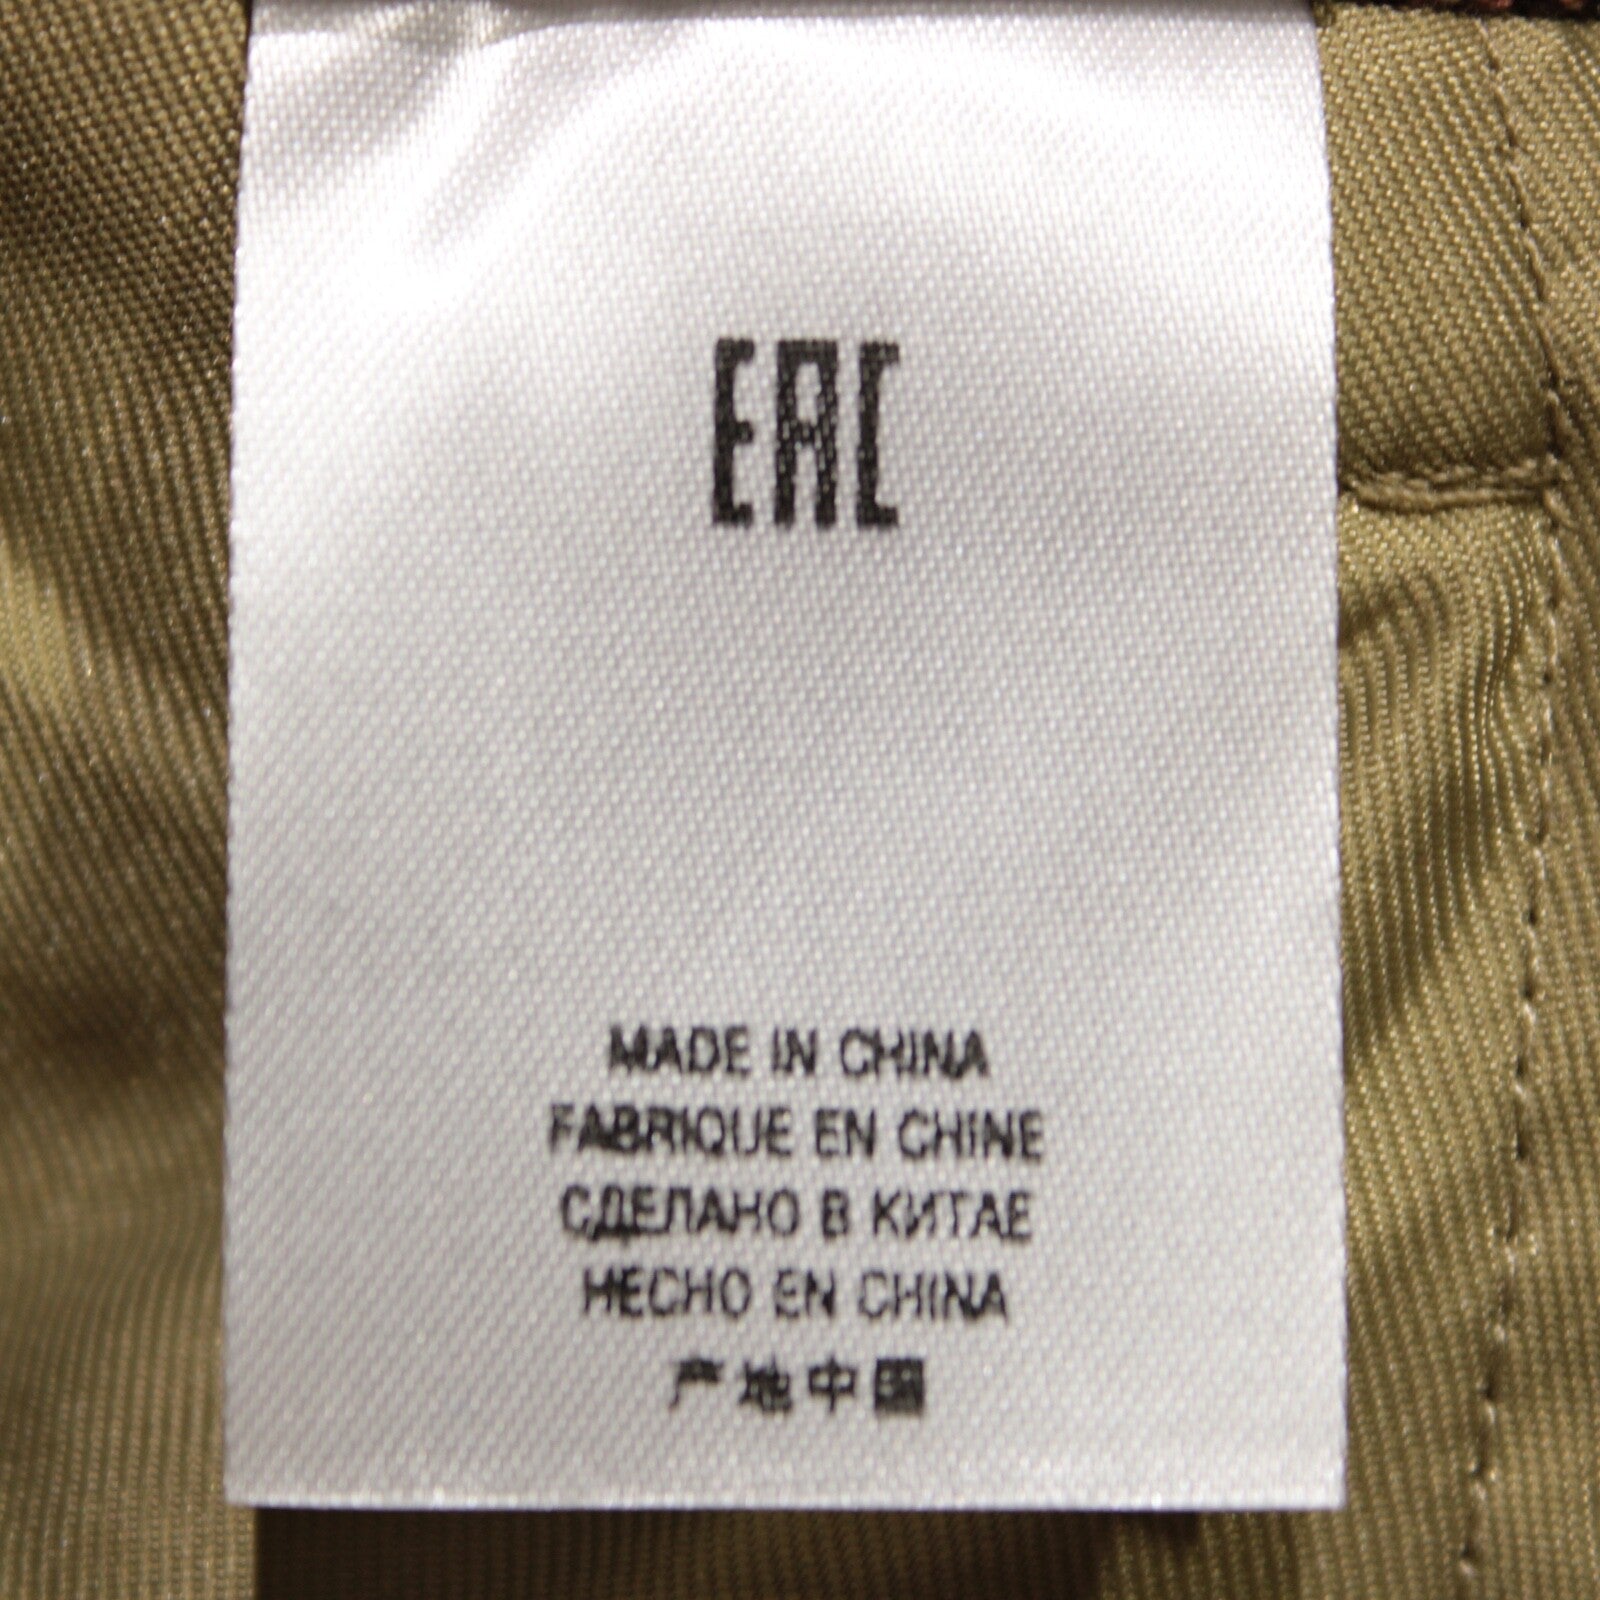 EAC
MADE IN CHINA
FABRIQUE EN CHINE
СДЕЛАНО В КИТАЕ
HECHO EN CHINA
产地中国